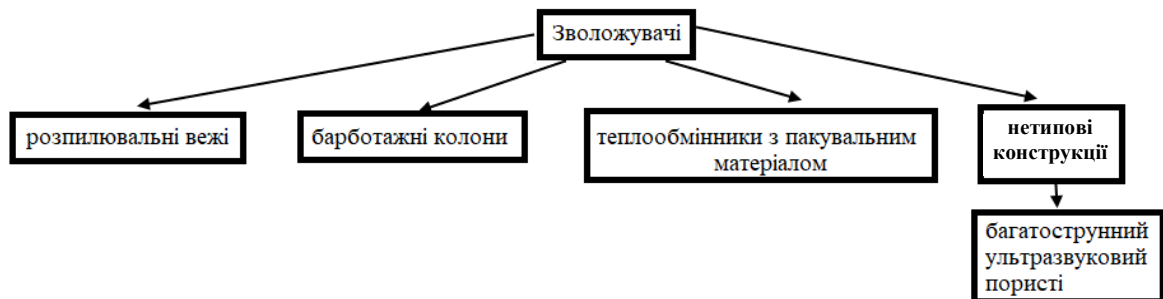 Зволожувачі
розпилювальні вежі
барботажні колони
теплообмінники з пакувальним
матеріалом
нетипові
конструкції
багатострунний
ультразвуковий
пористі